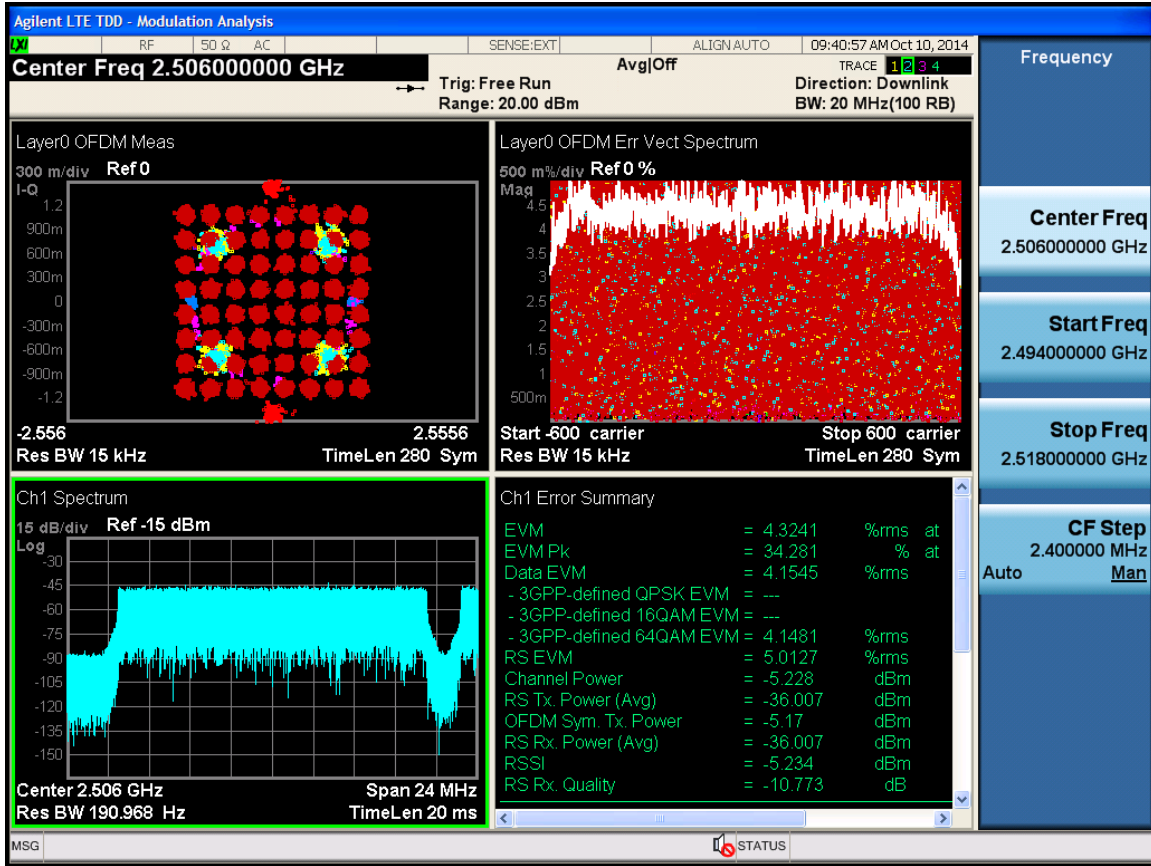 Agilent LTE TDD - Modulation Analysis
LXI RF 50 Ω AC SENSE:EXT ALIGN AUTO 09:40:57 AM Oct 10, 2014
Center Freq 2.506000000 GHz
Avg|Off
TRACE 1 2 3 4
Trig: Free Run
Direction: Downlink
Range: 20.00 dBm
BW: 20 MHz(100 RB)
Layer0 OFDM Meas
300 m/div Ref 0
I-Q
1.2
900m
600m
300m
0
-300m
-600m
-900m
-1.2
-2.556 2.5556
Res BW 15 kHz TimeLen 280 Sym
Layer0 OFDM Err Vect Spectrum
500 m%/div Ref 0 %
Mag
4.5
4
3.5
3
2.5
2
1.5
1
500m
Start -600 carrier Stop 600 carrier
Res BW 15 kHz TimeLen 280 Sym
Ch1 Spectrum
15 dB/div Ref -15 dBm
Log
-30
-45
-60
-75
-90
-105
-120
-135
-150
Center 2.506 GHz Span 24 MHz
Res BW 190.968 Hz TimeLen 20 ms
Ch1 Error Summary
EVM = 4.3241 %rms at
EVM Pk = 34.281 % at
Data EVM = 4.1545 %rms
- 3GPP-defined QPSK EVM = ---
- 3GPP-defined 16QAM EVM = ---
- 3GPP-defined 64QAM EVM = 4.1481 %rms
RS EVM = 5.0127 %rms
Channel Power = -5.228 dBm
RS Tx. Power (Avg) = -36.007 dBm
OFDM Sym. Tx. Power = -5.17 dBm
RS Rx. Power (Avg) = -36.007 dBm
RSSI = -5.234 dBm
RS Rx. Quality = -10.773 dB
Frequency
Center Freq
2.506000000 GHz
Start Freq
2.494000000 GHz
Stop Freq
2.518000000 GHz
CF Step
2.400000 MHz
Auto Man
MSG STATUS